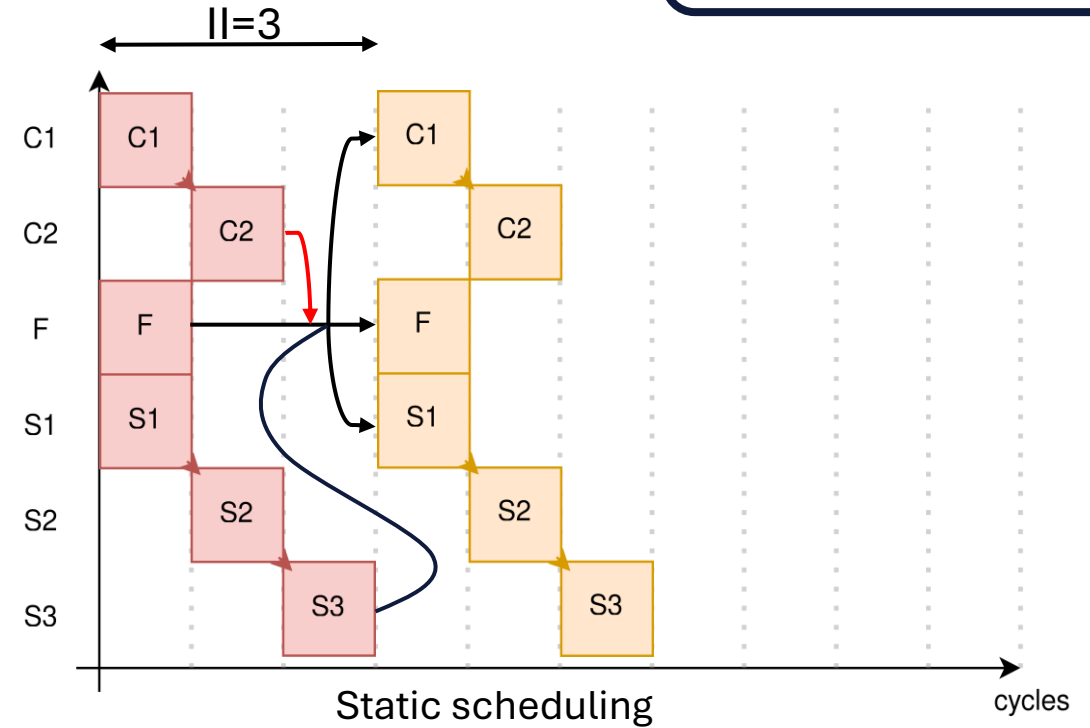 II=3
C1
C1
C1
C2
C2
C2
F
F
F
S1
S1
S1
S2
S2
S2
S3
S3
S3
Static scheduling
cycles